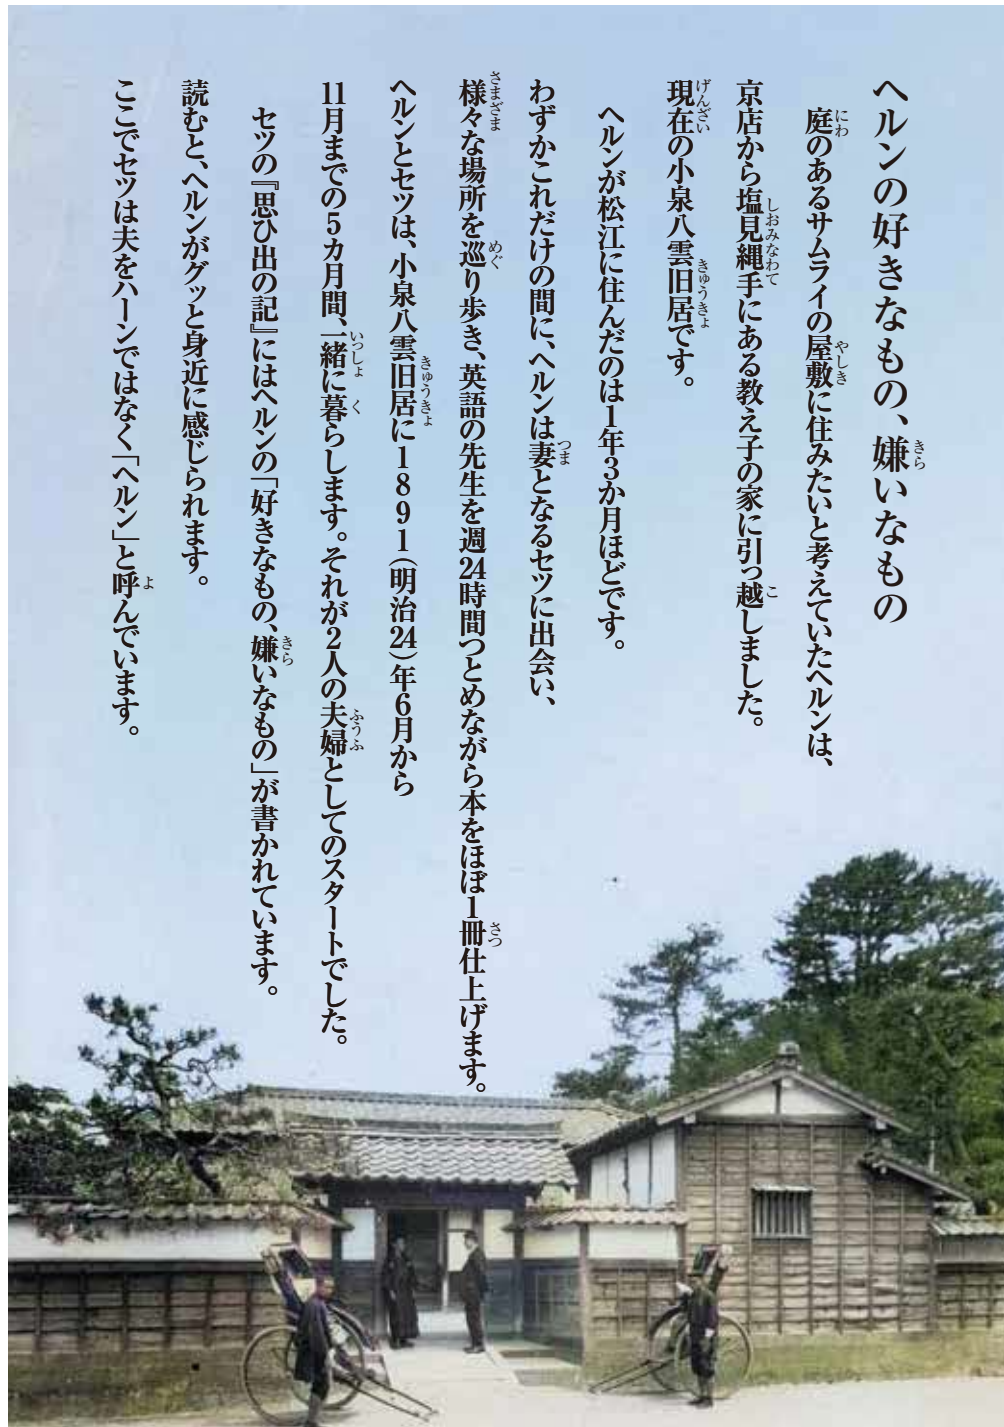 ヘルンの好きなもの、嫌いなもの
庭のあるサムライの屋敷に住みたいと考えていたヘルンは、
京店から塩見縄手にある教え子の家に引っ越しました。
現在の小泉八雲旧居です。
ヘルンが松江に住んだのは1年3か月ほどです。
わずかこれだけの間に、ヘルンは妻となるセツに出会い、
様々な場所を巡り歩き、英語の先生を週24時間つとめながら本をほぼ1冊仕上げます。
ヘルンとセツは、小泉八雲旧居に1891（明治24）年6月から
11月までの5カ月間、一緒に暮らします。それが2人の夫婦としてのスタートでした。
セツの『思ひ出の記』にはヘルンの「好きなもの、嫌いなもの」が書かれています。
読むと、ヘルンがグッと身近に感じられます。
ここでセツは夫をハーンではなく「ヘルン」と呼んでいます。